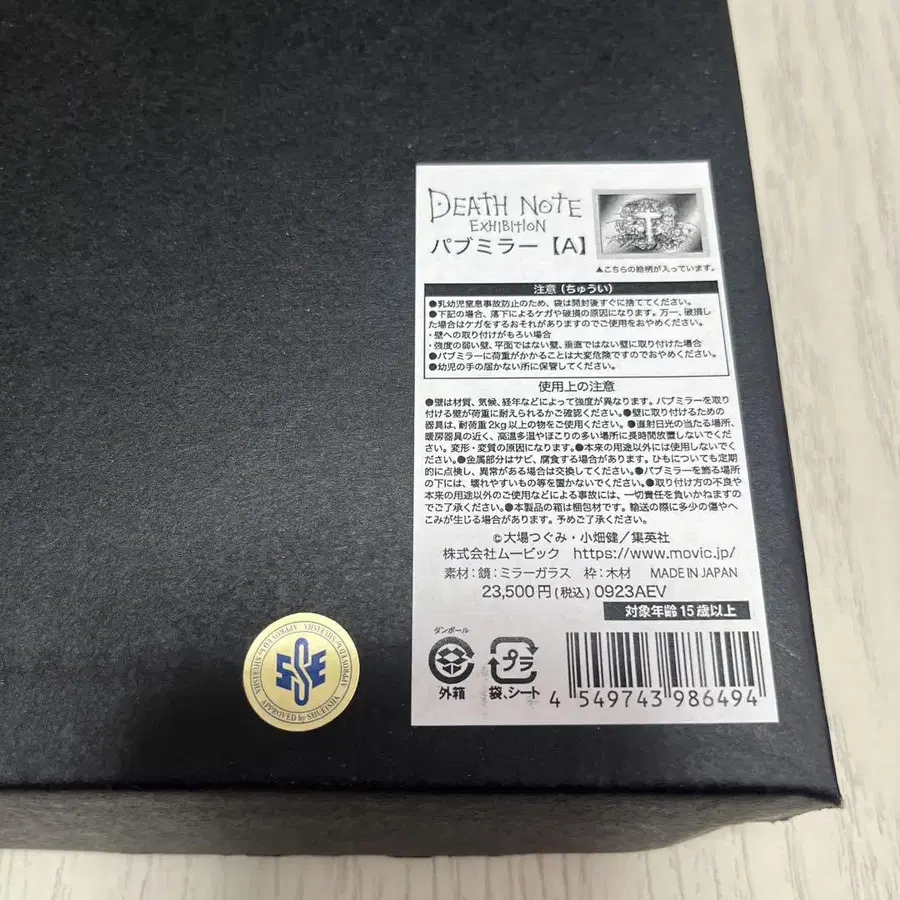 DEATH NOTE
EXHIBITION
パブミラー【A】
▲こちらの絵柄が入っています。
注意（ちゅうい）
●乳幼児窒息事故防止のため、袋は開封後すぐに捨ててください。
●下記の場合、落下によるケガや破損の原因になります。万一、破損し
た場合はケガをするおそれがありますのでご使用をおやめください。
・壁への取付けがもろい場合
・強度の弱い壁、平面ではない壁、垂直ではない壁に取り付けた場合
●パブミラーに荷重がかかることは大変危険ですのでおやめください。
●幼児の手の届かない所に保管してください。
使用上の注意
●壁は材質、気候、経年などによって強度が異なります。パブミラーを取り
付ける壁が荷重に耐えられるかご確認ください。●壁に取り付けるための
器具は、耐荷重2kg以上の物をご使用ください。●直射日光の当たる場所、
暖房器具の近く、高温多湿やほこりの多い場所に長時間放置しないでくだ
さい。変形・変質の原因になります。●本来の用途以外には使用しないでく
ださい。●金属部分はサビ、腐食する場合があります。ひもについても定期
的に点検し、異常がある場合は交換してください。●パブミラーを飾る場所
の下には、壊れやすいもの等を置かないでください。●取り付け方の不良や
本来の用途以外のご使用などによる事故には、一切責任を負いかねますの
でご了承ください。●本製品の箱は梱包材です。輸送の際に多少の傷やへ
こみが生じる場合があります。予めご了承ください。
©大場つぐみ・小畑健／集英社
株式会社ムービック https://www.movic.jp/
素材：鏡：ミラーガラス 枠：木材 MADE IN JAPAN
23,500円(税込) 0923AEV
対象年齢15歳以上
ダンボール
外箱
プラ
袋、シート
4 549743 986494
APPROVED by SHUEISHA
APPROVED by SHUEISHA
APPROVED by SHUEISHA
SSE